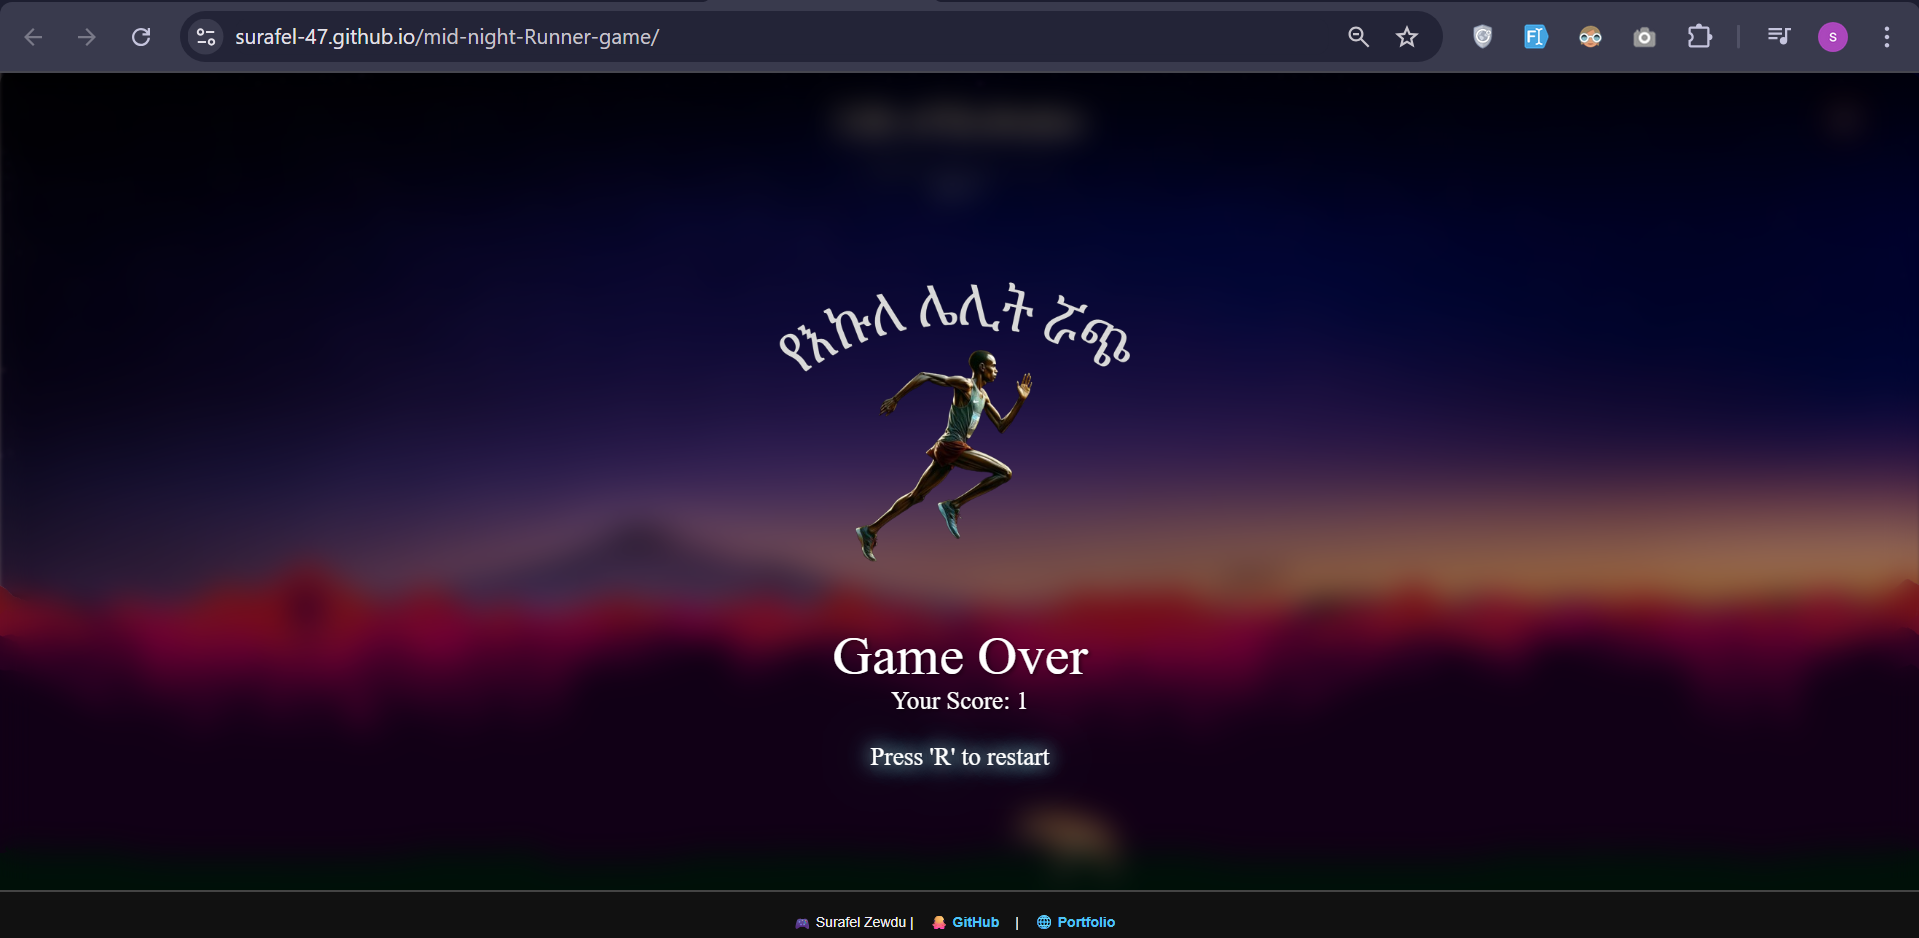 surafel-47.github.io/mid-night-Runner-game/
S
የእኩለ ሌሊት ሯጭ
Game Over
Your Score: 1
Press 'R' to restart
Surafel Zewdu | GitHub | Portfolio